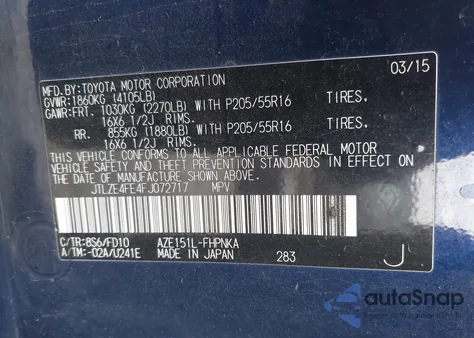 MFD.BY:TOYOTA MOTOR CORPORATION 03/15
GVWR:1860KG (4105LB)
GAWR:FRT. 1030KG (2270LB) WITH P205/55R16 TIRES,
16X6 1/2J RIMS.
RR. 855KG (1880LB) WITH P205/55R16 TIRES,
16X6 1/2J RIMS.
THIS VEHICLE CONFORMS TO ALL APPLICABLE FEDERAL MOTOR
VEHICLE SAFETY AND THEFT PREVENTION STANDARDS IN EFFECT ON
THE DATE OF MANUFACTURE SHOWN ABOVE.
JTLZE4FE4FJ072717 MPV
C/TR:8S6/FD10 AZE151L-FHPNKA
A/TM:-02A/U241E MADE IN JAPAN 283 J
autoSnap